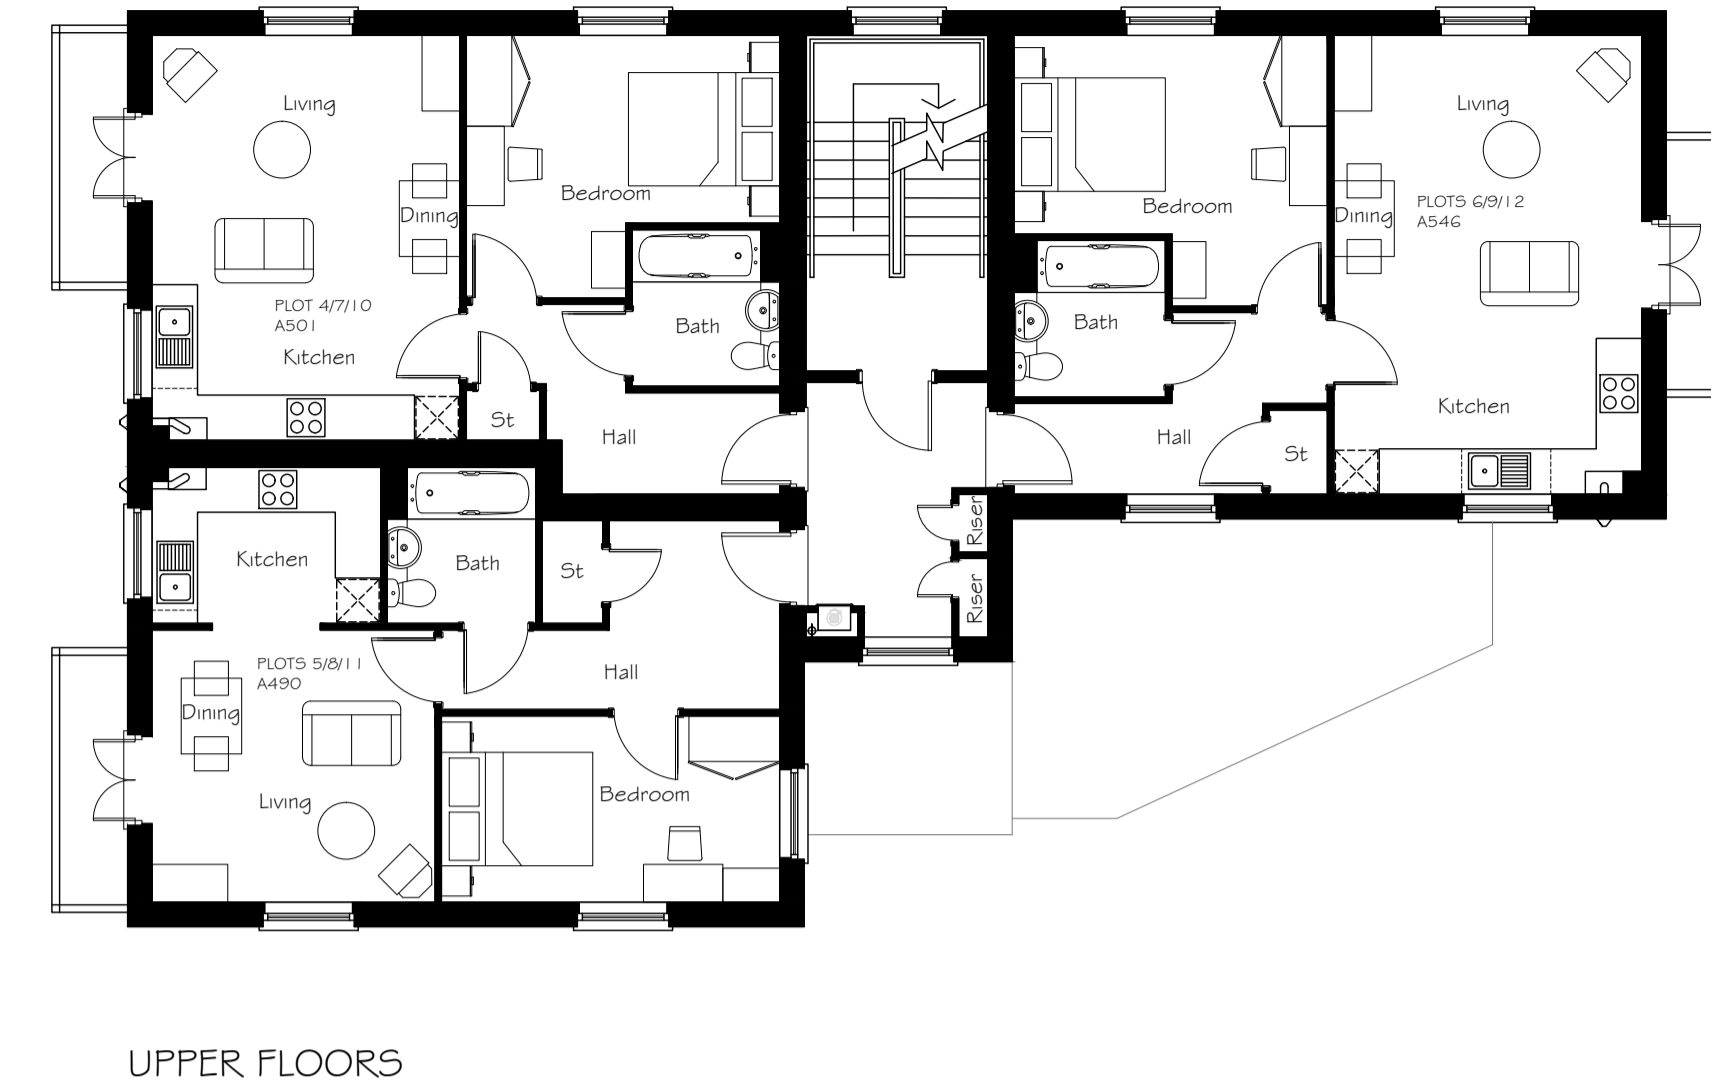 Living
Bedroom
Dining
PLOT 4/7/10
A501
Kitchen
Bath
St
Hall
Living
Bedroom
Dining
PLOTS 6/9/12
A546
Bath
Kitchen
Hall
St
Riser
Riser
Kitchen
Bath
St
Hall
PLOTS 5/8/11
A490
Dining
Living
Bedroom
UPPER FLOORS